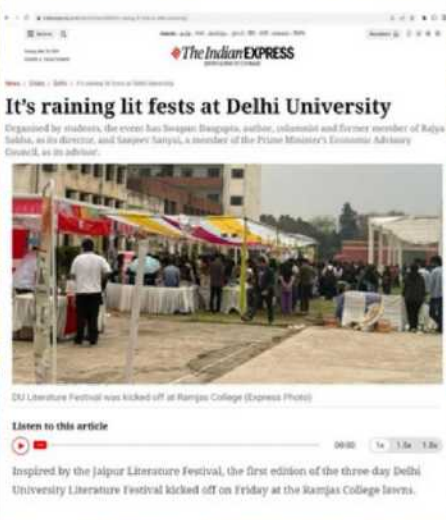 The Indian EXPRESS
It's raining lit fests at Delhi University
Organised by students, the event has Swapan Dasgupta, author, columnist and former member of Rajya
Sabha, as its director, and Sanjeev Sanyal, a member of the Prime Minister's Economic Advisory
Council, as its advisor.
DU Literature Festival was kicked off at Ramjas College (Express Photo)
Listen to this article
00:00 1x 1.5x 1.8x
Inspired by the Jaipur Literature Festival, the first edition of the three day Delhi
University Literature Festival kicked off on Friday at the Ramjas College lawns.